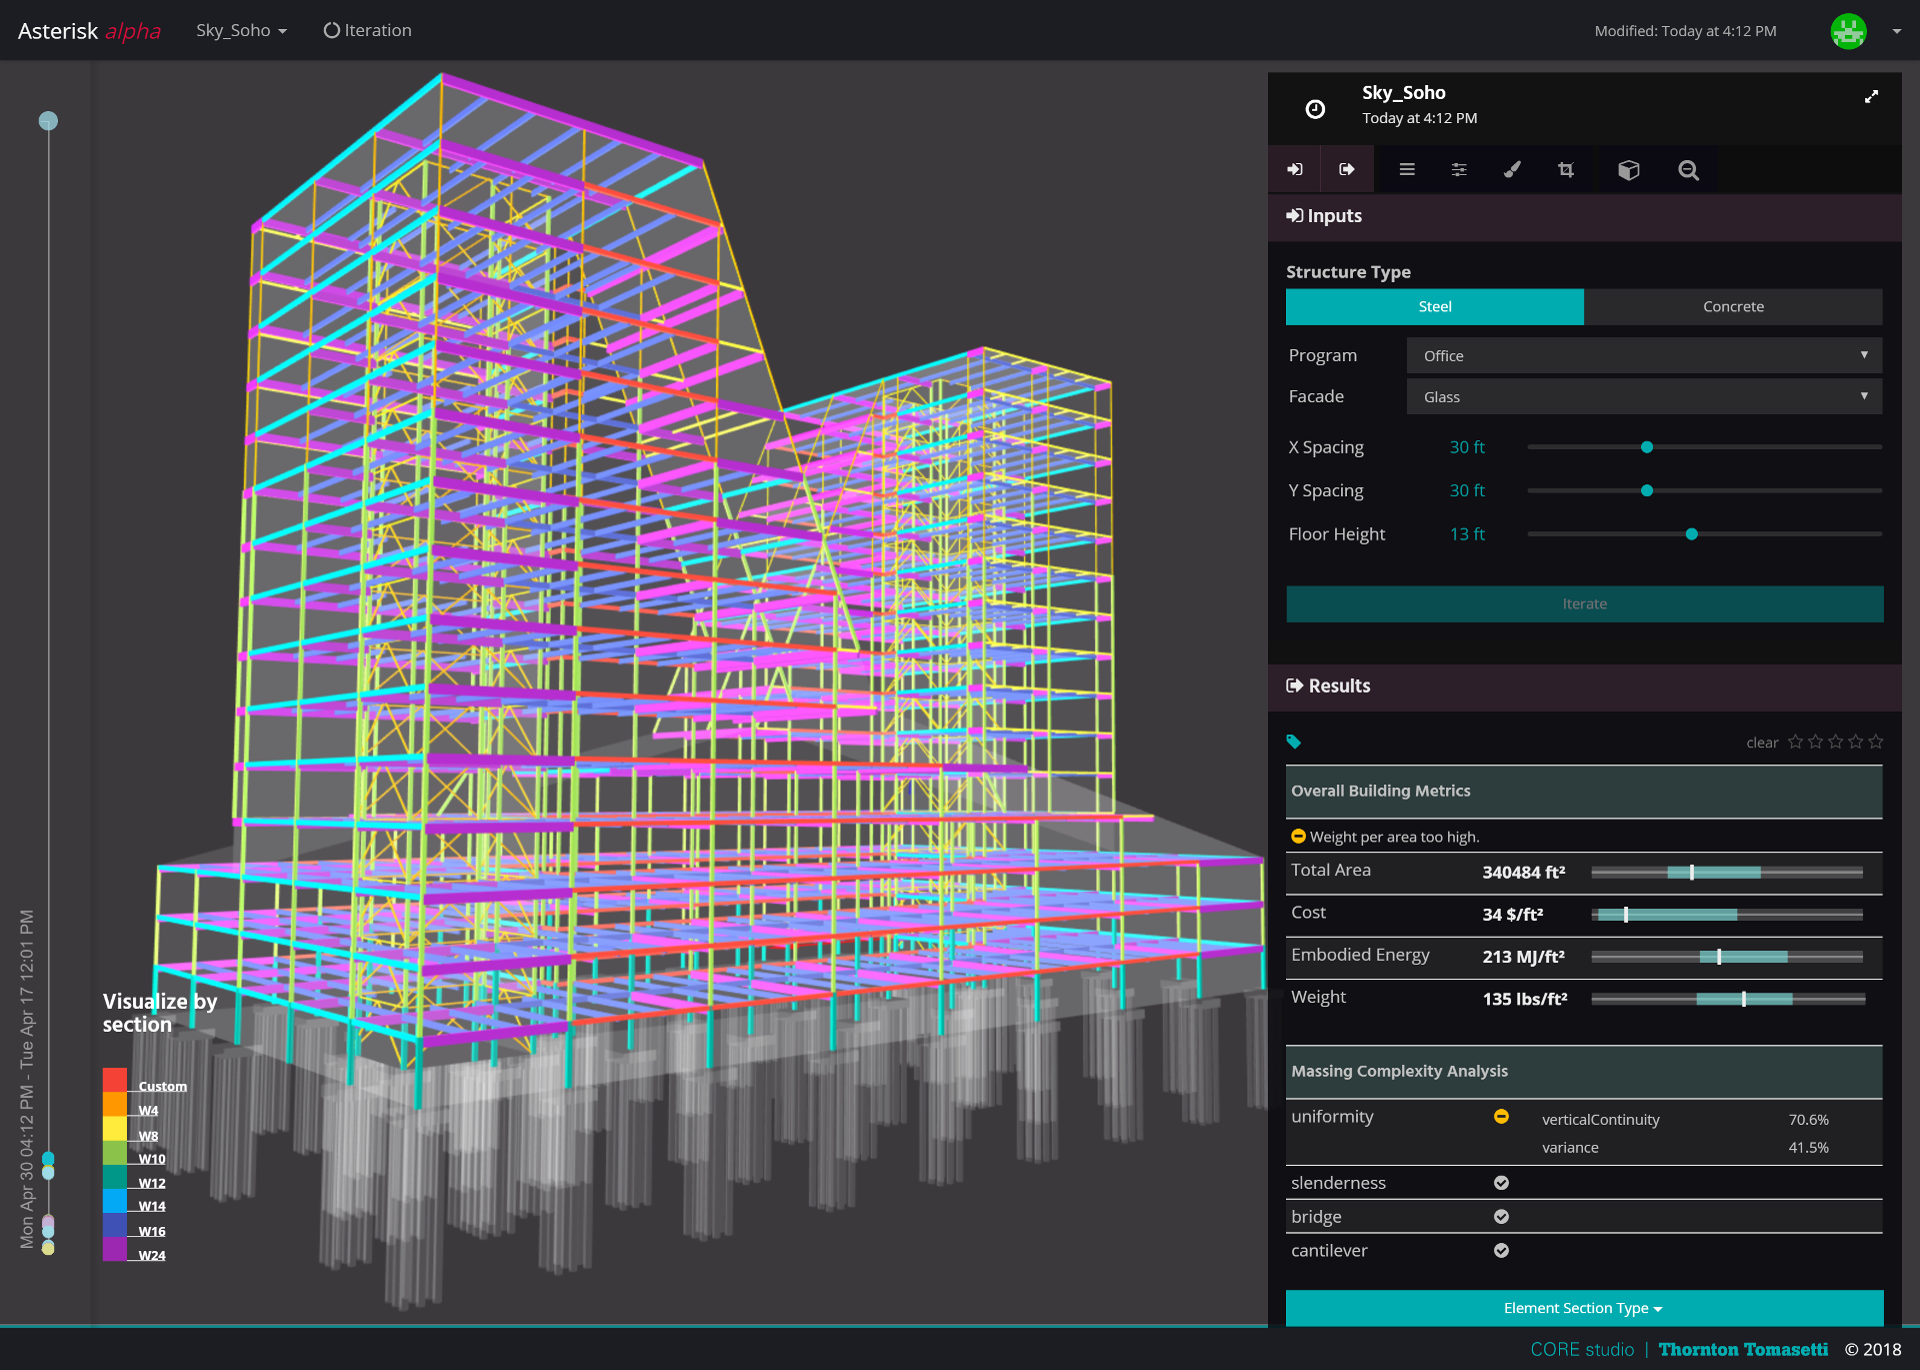 Asterisk alpha
Sky_Soho
Iteration
Modified: Today at 4:12 PM
Mon Apr 30 04:12 PM - Tue Apr 17 12:01 PM
Visualize by
section
Custom
W4
W8
W10
W12
W14
W16
W24
Sky_Soho
Today at 4:12 PM
Inputs
Structure Type
Steel
Concrete
Program
Office
Facade
Glass
X Spacing 30 ft
Y Spacing 30 ft
Floor Height 13 ft
Iterate
Results
clear
Overall Building Metrics
Weight per area too high.
Total Area 340484 ft²
Cost 34 $/ft²
Embodied Energy 213 MJ/ft²
Weight 135 lbs/ft²
Massing Complexity Analysis
uniformity verticalContinuity 70.6%
variance 41.5%
slenderness
bridge
cantilever
Element Section Type
CORE studio | Thornton Tomasetti © 2018